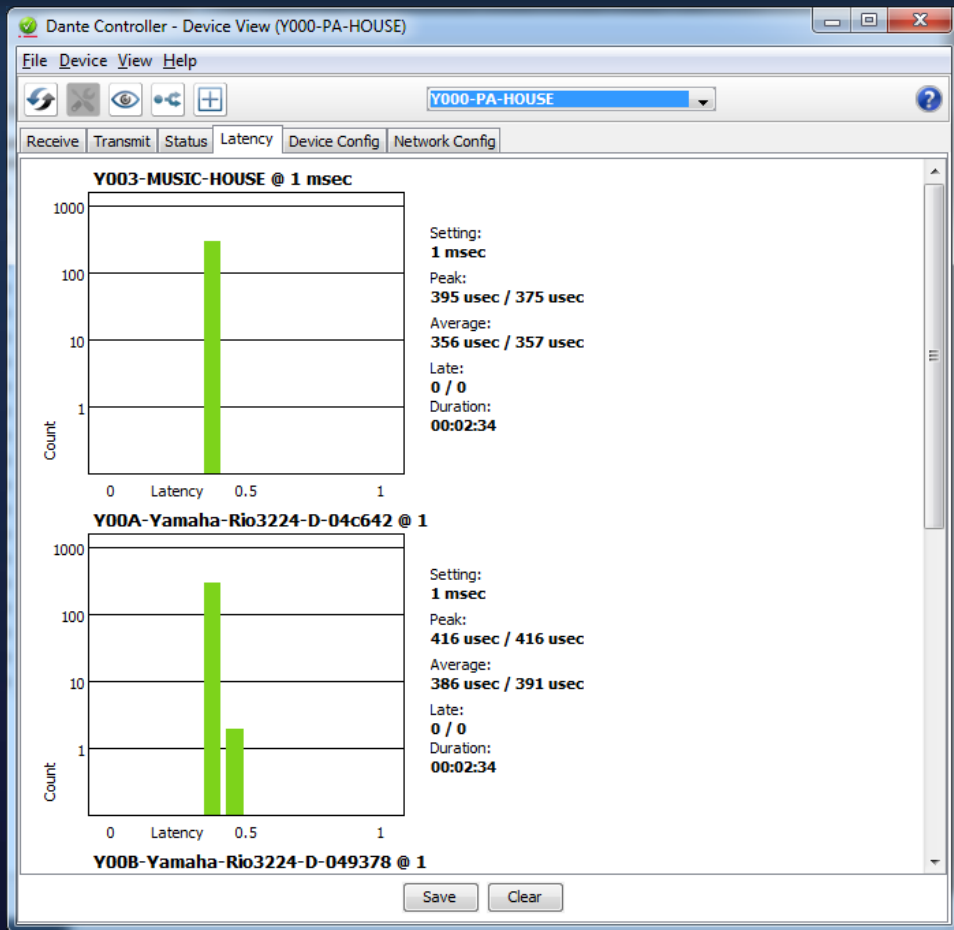 Dante Controller - Device View (Y000-PA-HOUSE)
File Device View Help
Y000-PA-HOUSE
?
Receive Transmit Status Latency Device Config Network Config
Y003-MUSIC-HOUSE @ 1 msec
1000
100
10
1
Count
0 Latency 0.5 1
Setting:
1 msec
Peak:
395 usec / 375 usec
Average:
356 usec / 357 usec
Late:
0 / 0
Duration:
00:02:34
Y00A-Yamaha-Rio3224-D-04c642 @ 1
1000
100
10
1
Count
0 Latency 0.5 1
Setting:
1 msec
Peak:
416 usec / 416 usec
Average:
386 usec / 391 usec
Late:
0 / 0
Duration:
00:02:34
Y00B-Yamaha-Rio3224-D-049378 @ 1
Save Clear